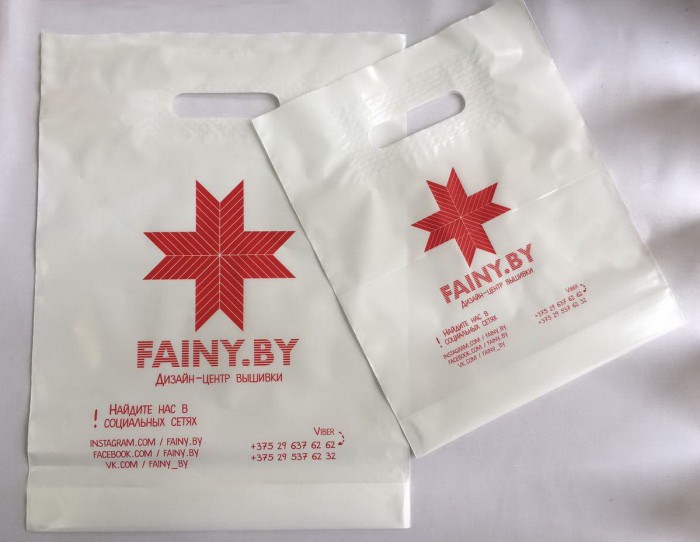 FAINY.BY
Дизайн-центр вышивки
! Найдите нас в
социальных сетях
INSTAGRAM.COM / FAINY.BY
FACEBOOK.COM / FAINY.BY
VK.COM / FAINY_BY
Viber
+375 29 637 62 62
+375 29 537 62 32
FAINY.BY
Дизайн-центр вышивки
! Найдите нас в
социальных сетях
INSTAGRAM.COM / FAINY.BY
FACEBOOK.COM / FAINY.BY
VK.COM / FAINY_BY
Viber
+375 29 637 62 62
+375 29 537 62 32